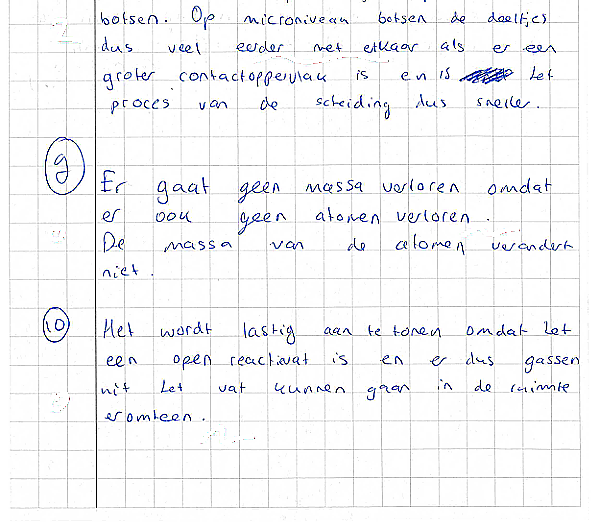 botsen. Op microniveau botsen de deeltjes
dus veel eerder met elkaar als er een
groter contactoppervlak is en is het
proces van de scheiding dus sneller.
9 Er gaat geen massa verloren omdat
er ook geen atomen verloren.
De massa van de atomen verandert
niet.
10 Het wordt lastig aan te tonen omdat het
een open reactievat is en er dus gassen
uit het vat kunnen gaan in de ruimte
eromheen.